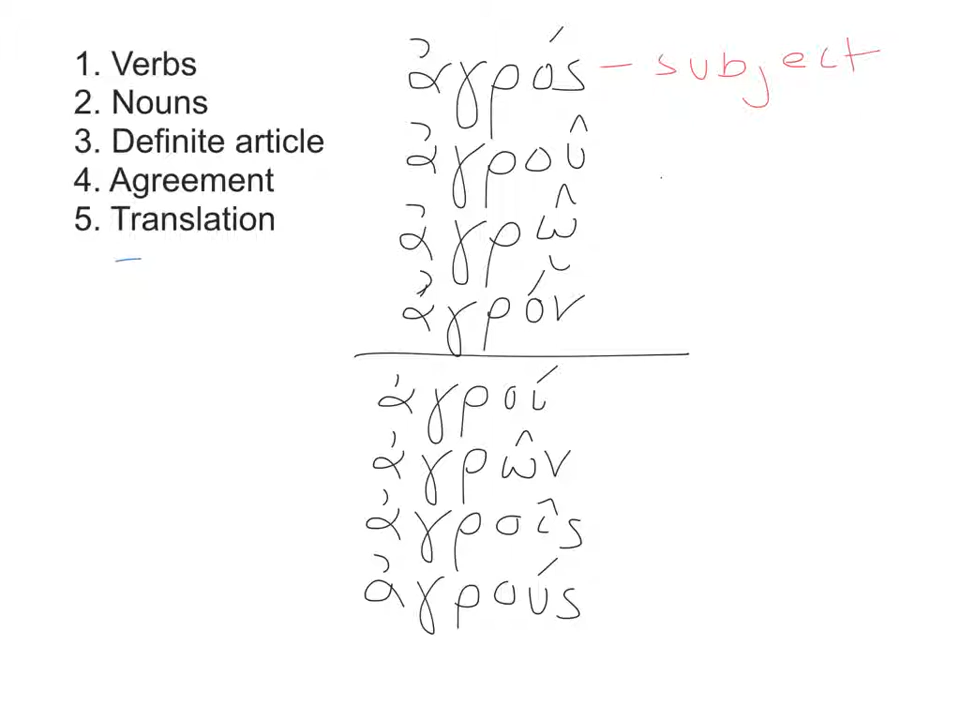 1. Verbs
2. Nouns
3. Definite article
4. Agreement
5. Translation
ἀγρός - subject
ἀγροῦ
ἀγρῶ
ἀγρόν
ἀγροί
ἀγρῶν
ἀγροῖς
ἀγρούς